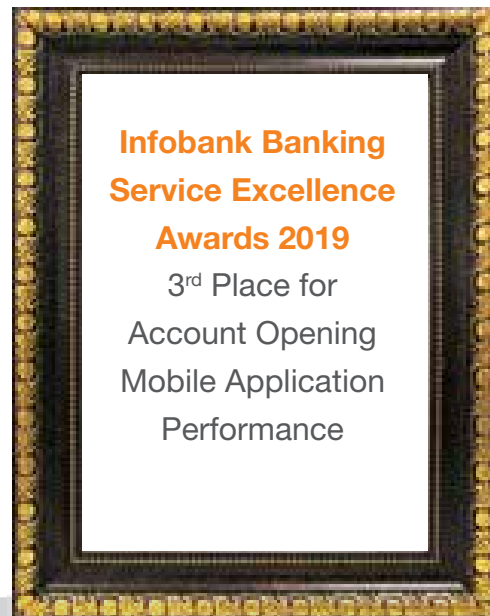 Infobank Banking
Service Excellence
Awards 2019
3rd Place for
Account Opening
Mobile Application
Performance